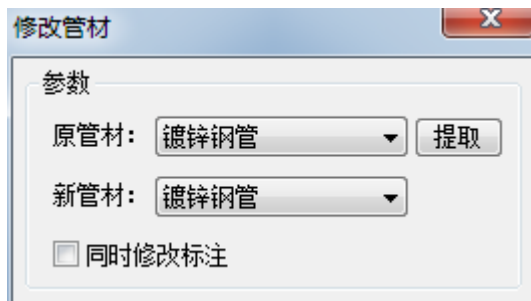 修改管材
参数
原管材： 镀锌钢管 提取
新管材： 镀锌钢管
同时修改标注